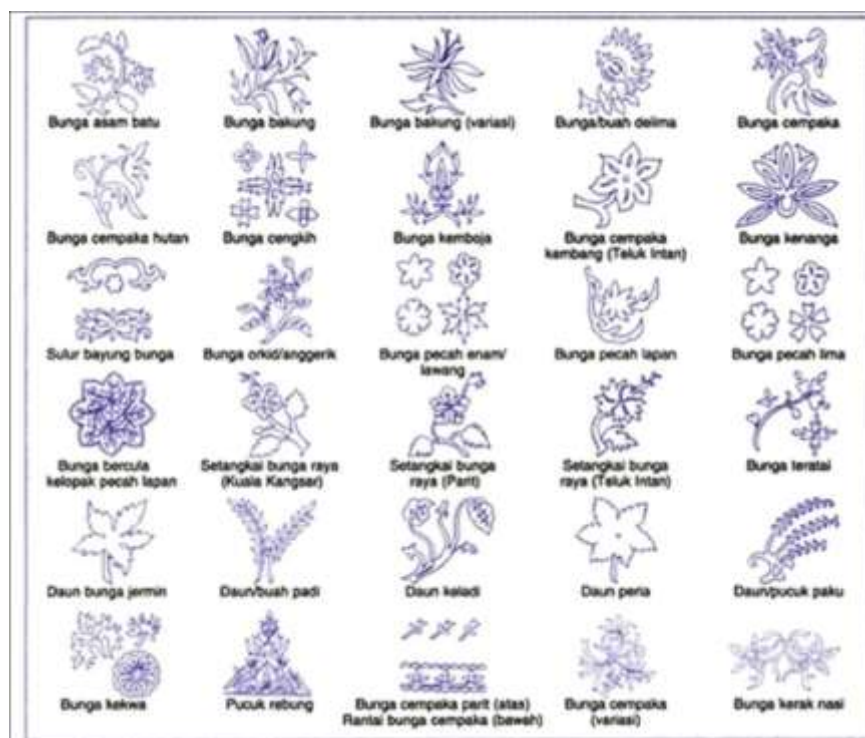 Bunga asam batu
Bunga bakung
Bunga bakung (variasi)
Bunga/buah delima
Bunga cempaka
Bunga cempaka hutan
Bunga cengkih
Bunga kemboja
Bunga cempaka
kembang (Teluk Intan)
Bunga kenanga
Sulur bayung bunga
Bunga orkid/anggerik
Bunga pecah enam/
lawang
Bunga pecah lapan
Bunga pecah lima
Bunga bercula
kelopak pecah lapan
Setangkai bunga raya
(Kuala Kangsar)
Setangkai bunga
raya (Parit)
Setangkai bunga
raya (Teluk Intan)
Bunga teratai
Daun bunga jermin
Daun/buah padi
Daun keladi
Daun peria
Daun/pucuk paku
Bunga kekwa
Pucuk rebung
Bunga cempaka parit (atas)
Rantai bunga cempaka (bawah)
Bunga cempaka
(variasi)
Bunga kerak nasi